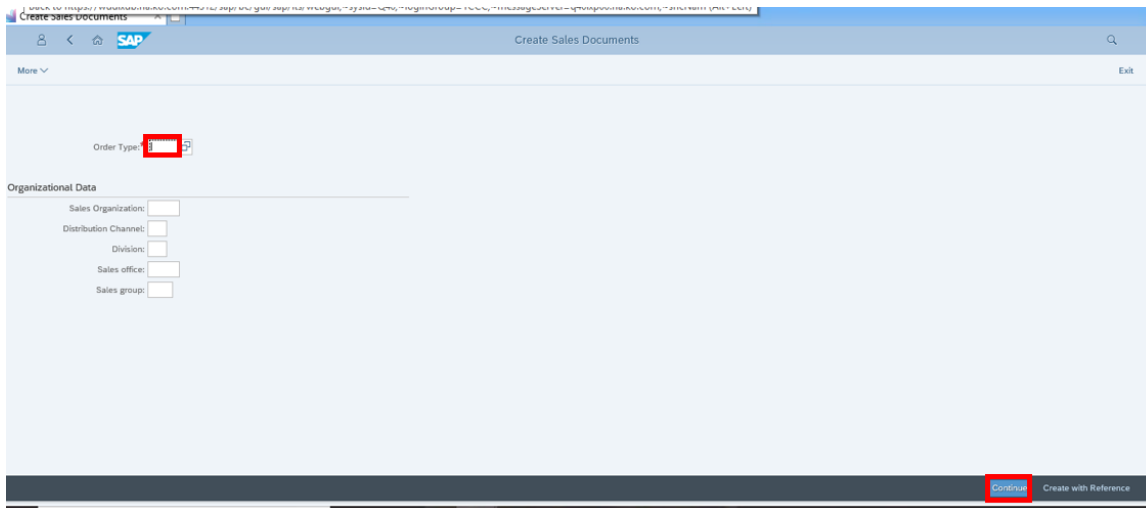 Create Sales Documents
SAP
Create Sales Documents
More
Exit
Order Type:*
Organizational Data
Sales Organization:
Distribution Channel:
Division:
Sales office:
Sales group:
Continue Create with Reference